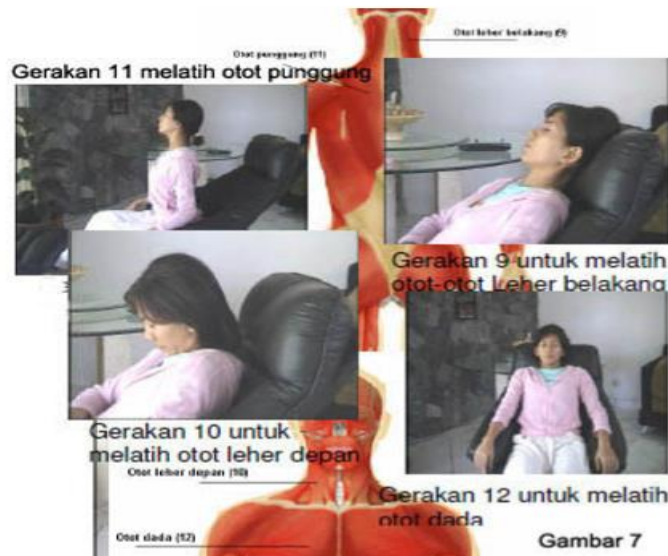 Otot leher belakang (9)
Otot punggung (11)
Gerakan 11 melatih otot punggung
Gerakan 9 untuk melatih
otot-otot Leher belakang
Gerakan 10 untuk
melatih otot leher depan
Otot leher depan (10)
Gerakan 12 untuk melatih
otot dada
Otot dada (12)
Gambar 7